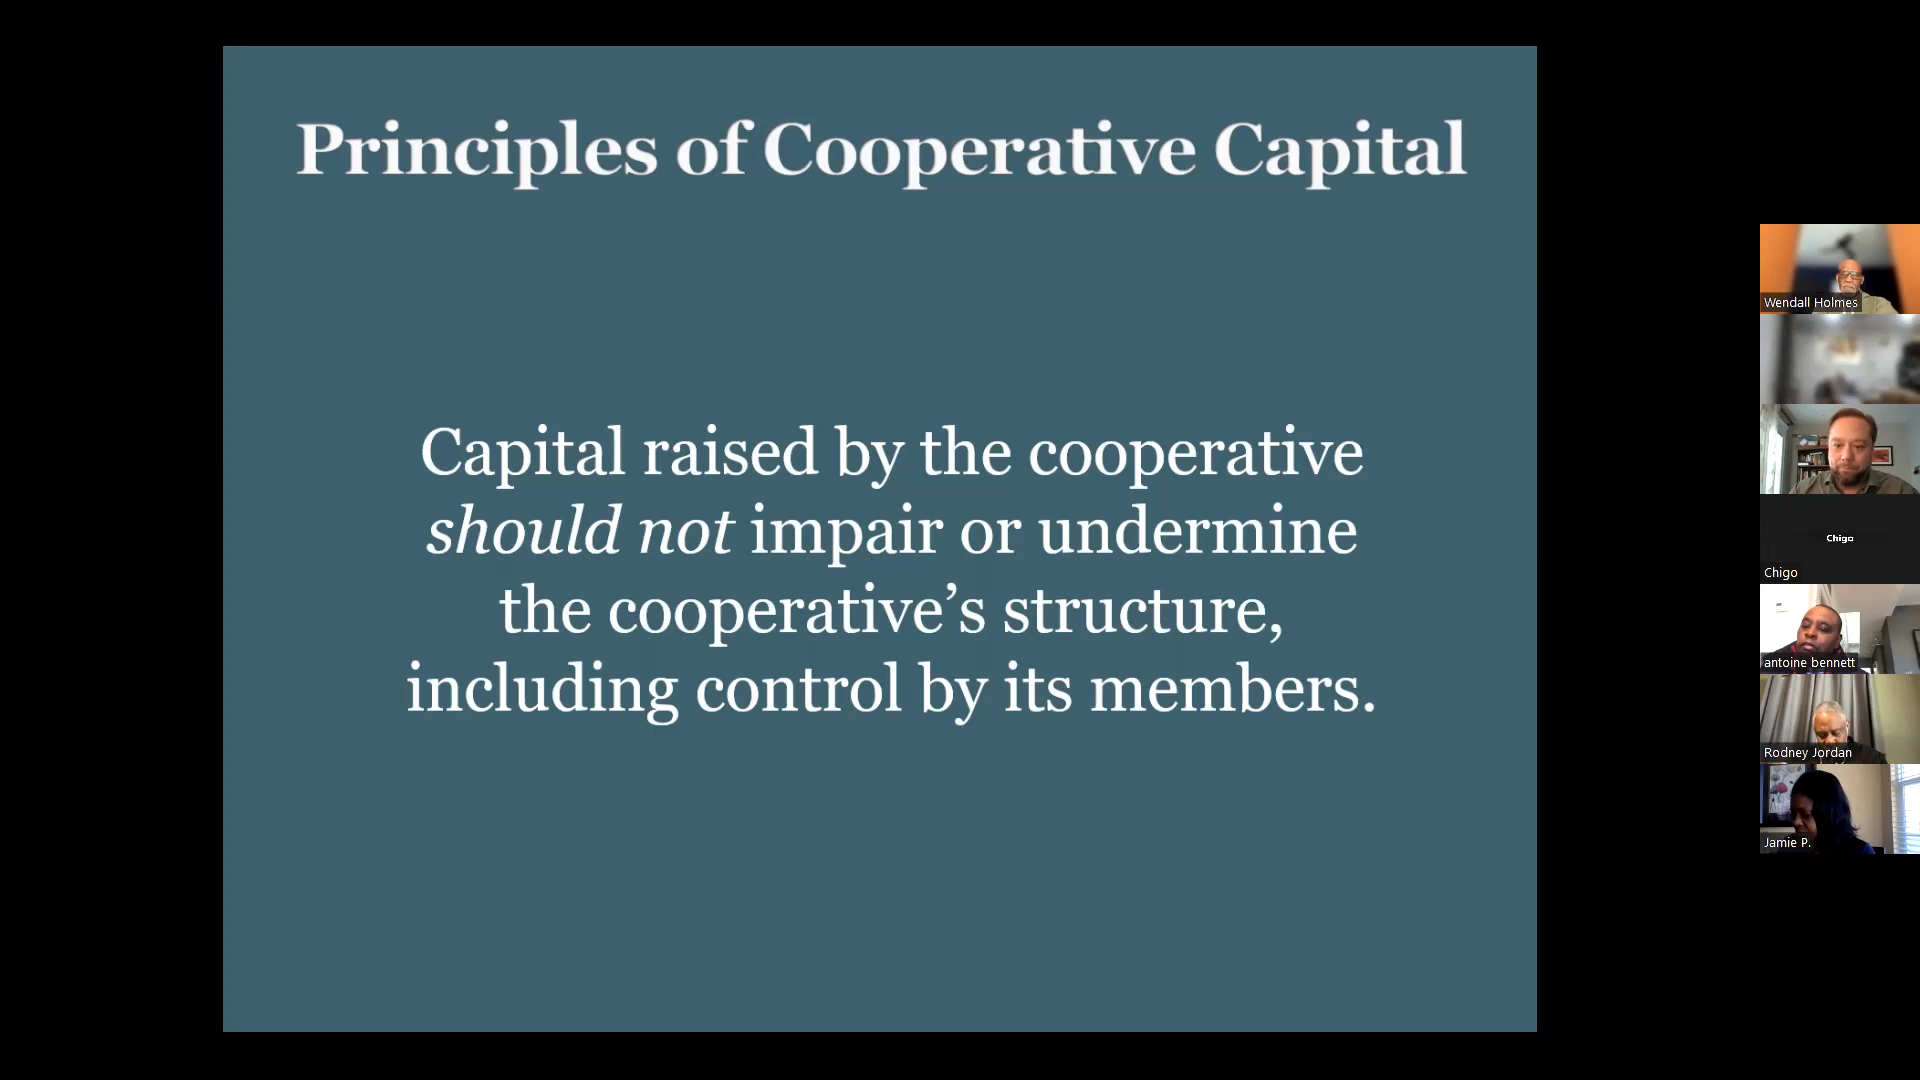 Principles of Cooperative Capital
Capital raised by the cooperative
should not impair or undermine
the cooperative’s structure,
including control by its members.
Wendall Holmes
Chigo
Chigo
antoine bennett
Rodney Jordan
Jamie P.